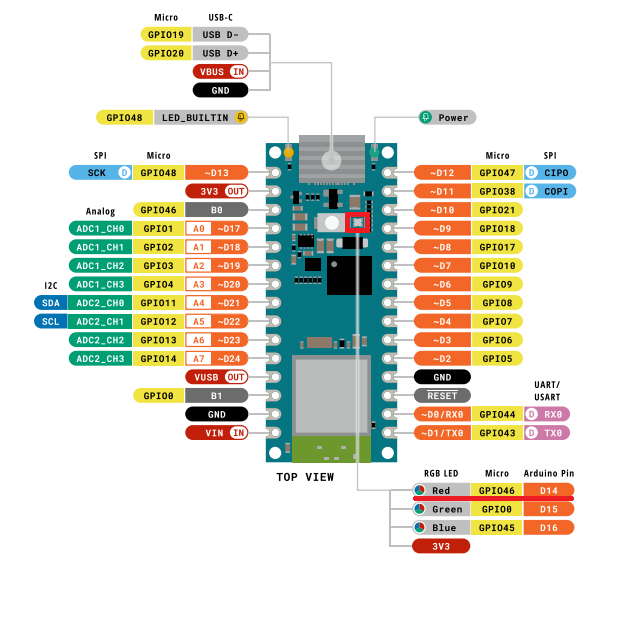 Micro USB-C
GPIO19 USB D-
GPIO20 USB D+
VBUS IN
GND
GPIO48 LED_BUILTIN
Power
SPI Micro
SCK D GPIO48 ~D13
3V3 OUT
GPIO46 B0
Analog
ADC1_CH0 GPIO1 A0 ~D17
ADC1_CH1 GPIO2 A1 ~D18
ADC1_CH2 GPIO3 A2 ~D19
ADC1_CH3 GPIO4 A3 ~D20
I2C
SDA ADC2_CH0 GPIO11 A4 ~D21
SCL ADC2_CH1 GPIO12 A5 ~D22
ADC2_CH2 GPIO13 A6 ~D23
ADC2_CH3 GPIO14 A7 ~D24
VUSB OUT
GPIO0 B1
GND
VIN IN
Micro SPI
~D12 GPIO47 D CIPO
~D11 GPIO38 D COPI
~D10 GPIO21
~D9 GPIO18
~D8 GPIO17
~D7 GPIO10
~D6 GPIO9
~D5 GPIO8
~D4 GPIO7
~D3 GPIO6
~D2 GPIO5
GND
RESET
UART/
USART
~D0/RX0 GPIO44 D RX0
~D1/TX0 GPIO43 D TX0
TOP VIEW
RGB LED Micro Arduino Pin
Red GPIO46 D14
Green GPIO0 D15
Blue GPIO45 D16
3V3